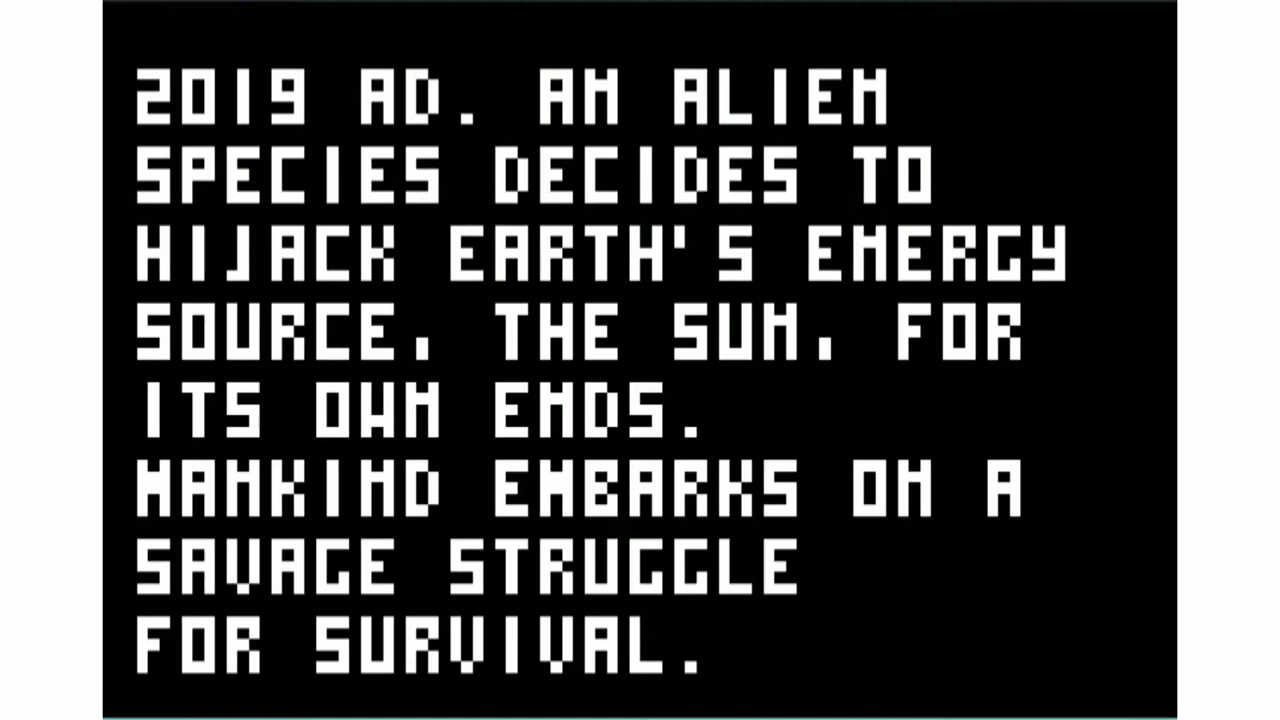 2019 AD. AN ALIEN
SPECIES DECIDES TO
HIJACK EARTH'S ENERGY
SOURCE. THE SUN. FOR
ITS OWN ENDS.
MANKIND EMBARKS ON A
SAVAGE STRUGGLE
FOR SURVIVAL.